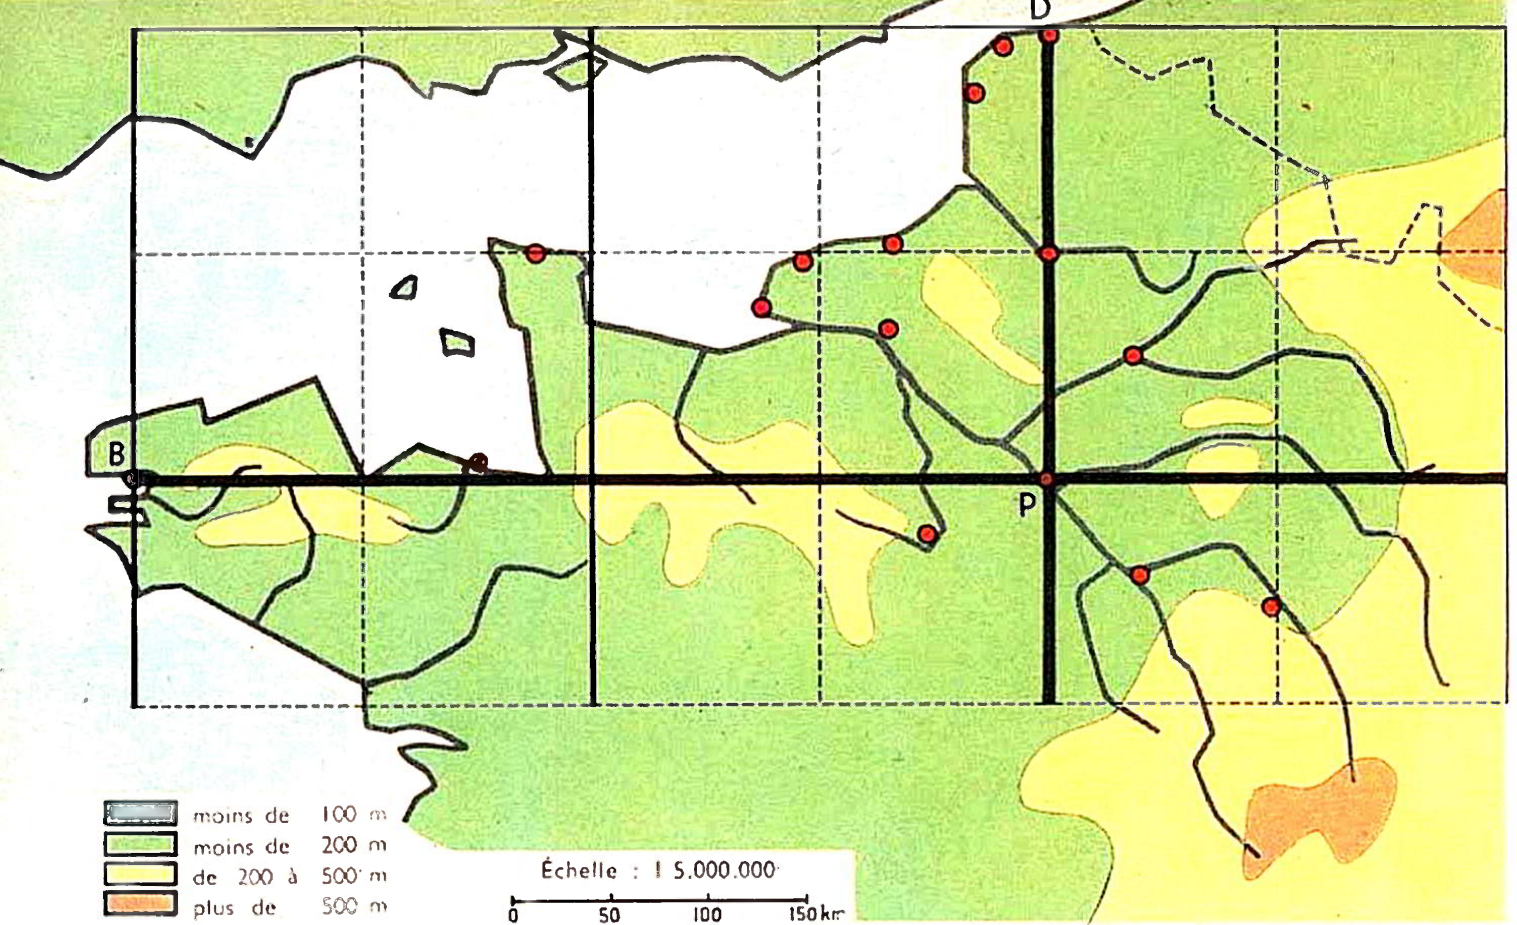 D
B
P
moins de 100 m
moins de 200 m
de 200 à 500 m
plus de 500 m
Échelle : 1 5.000.000
0 50 100 150 km